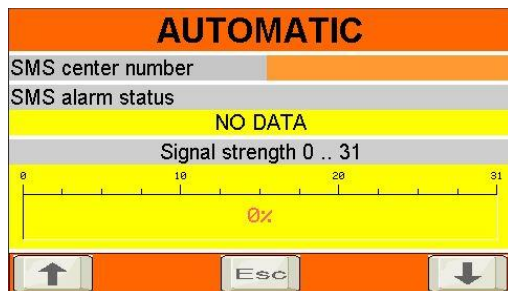 AUTOMATIC
SMS center number
SMS alarm status
NO DATA
Signal strength 0 .. 31
0 10 20 31
0%
Esc